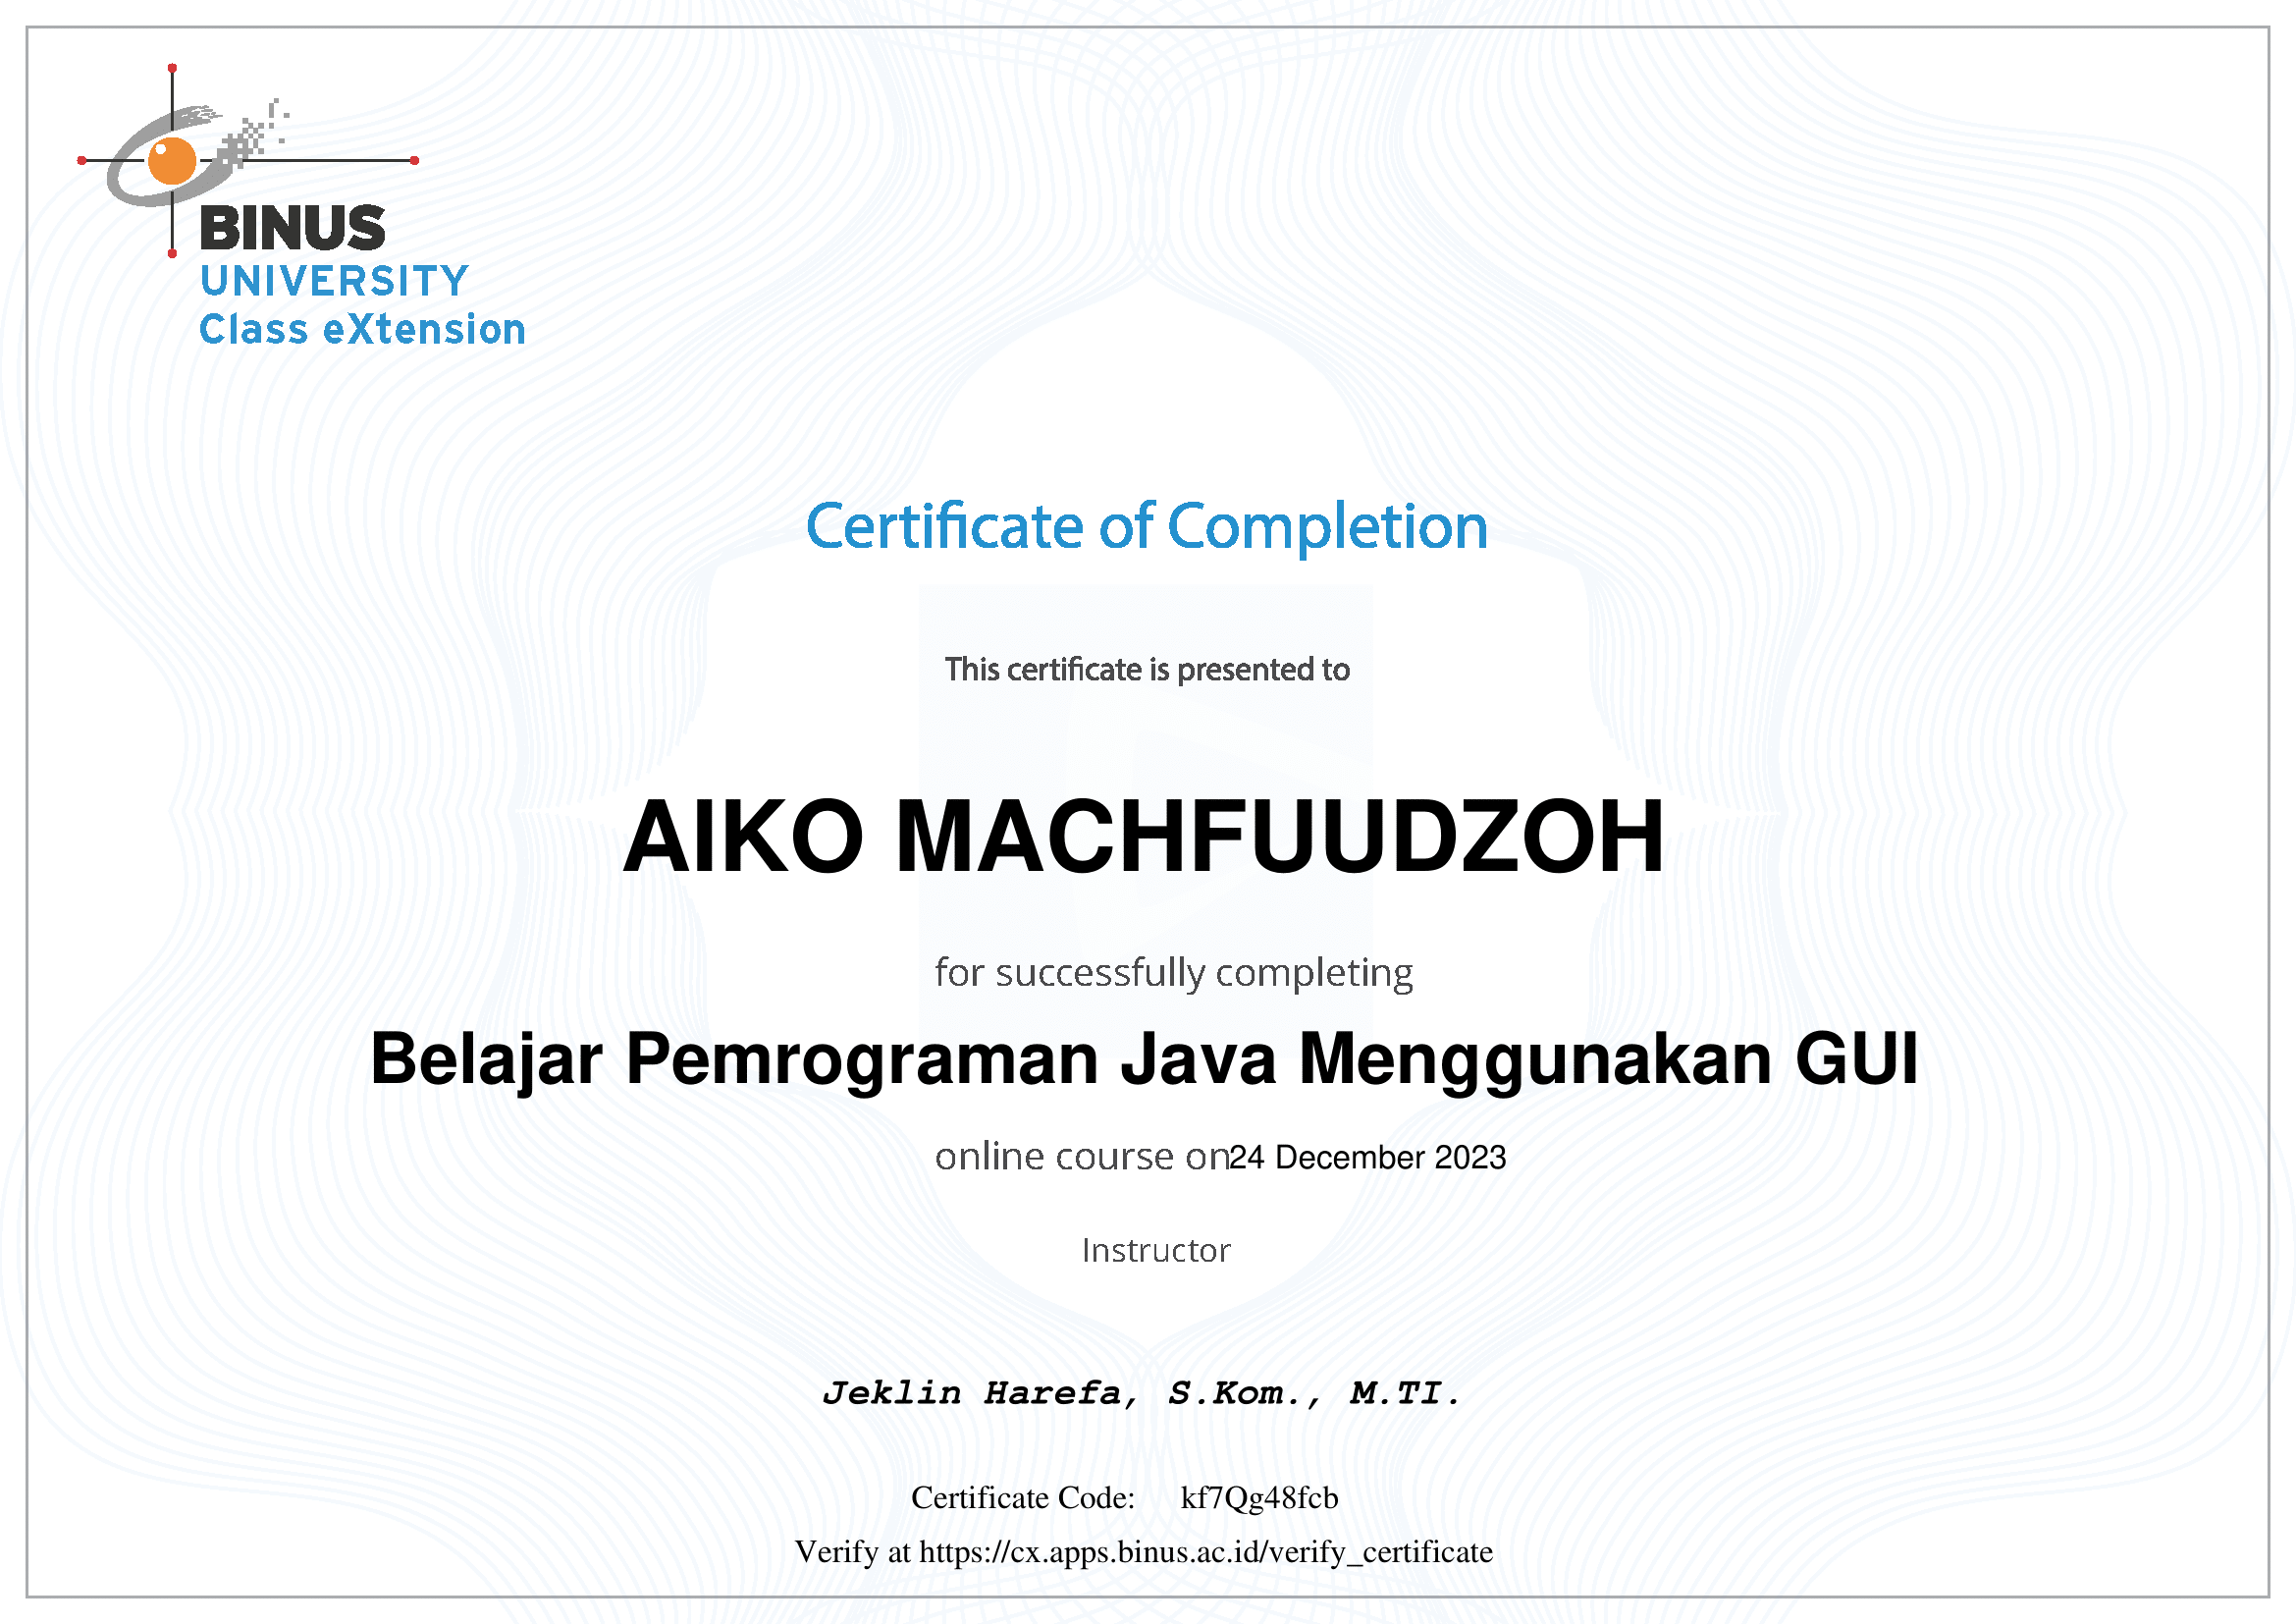 BINUS
UNIVERSITY
Class eXtension
Certificate of Completion
This certificate is presented to
AIKO MACHFUUDZOH
for successfully completing
Belajar Pemrograman Java Menggunakan GUI
online course on24 December 2023
Instructor
Jeklin Harefa, S.Kom., M.TI.
Certificate Code: kf7Qg48fcb
Verify at https://cx.apps.binus.ac.id/verify_certificate